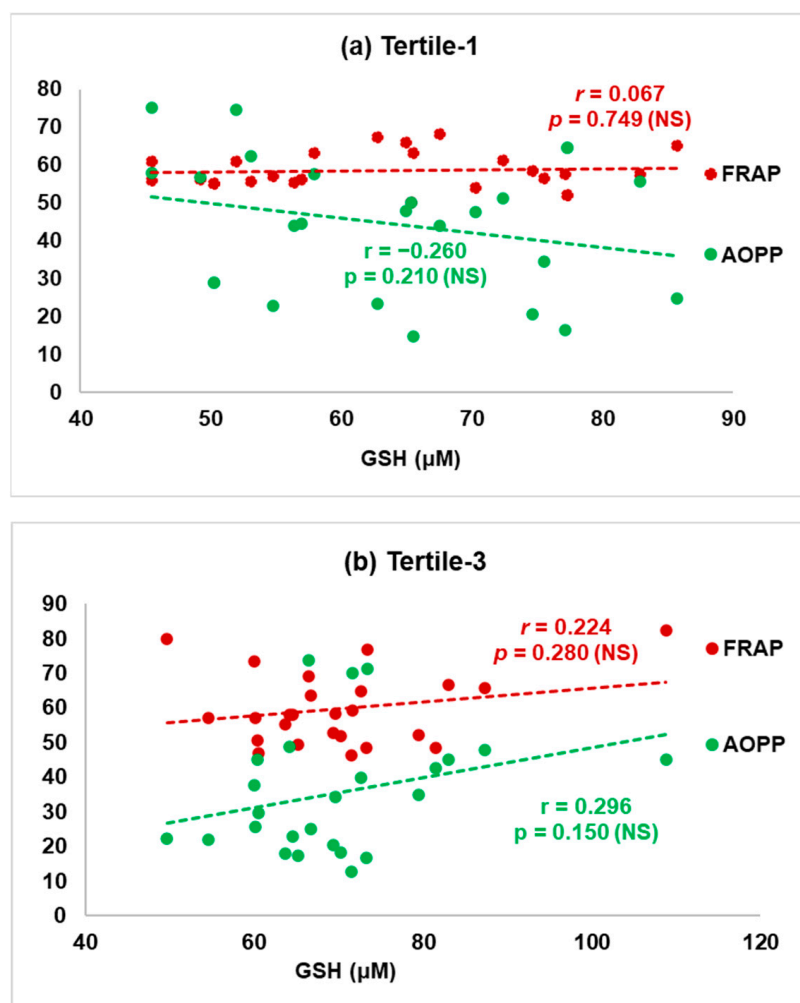 (a) Tertile-1
80
70
60
50
40
30
20
10
0
r = 0.067
p = 0.749 (NS)
FRAP
AOPP
r = −0.260
p = 0.210 (NS)
40 50 60 70 80 90
GSH (µM)
(b) Tertile-3
90
80
70
60
50
40
30
20
10
0
r = 0.224
p = 0.280 (NS)
FRAP
AOPP
r = 0.296
p = 0.150 (NS)
40 60 80 100 120
GSH (µM)